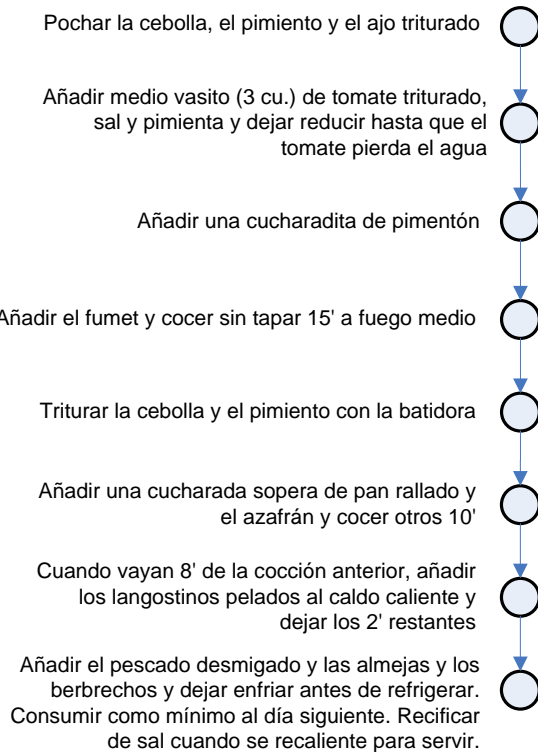 Pochar la cebolla, el pimiento y el ajo triturado
Añadir medio vasito (3 cu.) de tomate triturado,
sal y pimienta y dejar reducir hasta que el
tomate pierda el agua
Añadir una cucharadita de pimentón
Añadir el fumet y cocer sin tapar 15' a fuego medio
Triturar la cebolla y el pimiento con la batidora
Añadir una cucharada sopera de pan rallado y
el azafrán y cocer otros 10'
Cuando vayan 8' de la cocción anterior, añadir
los langostinos pelados al caldo caliente y
dejar los 2' restantes
Añadir el pescado desmigado y las almejas y los
berbrechos y dejar enfriar antes de refrigerar.
Consumir como mínimo al día siguiente. Recificar
de sal cuando se recaliente para servir.